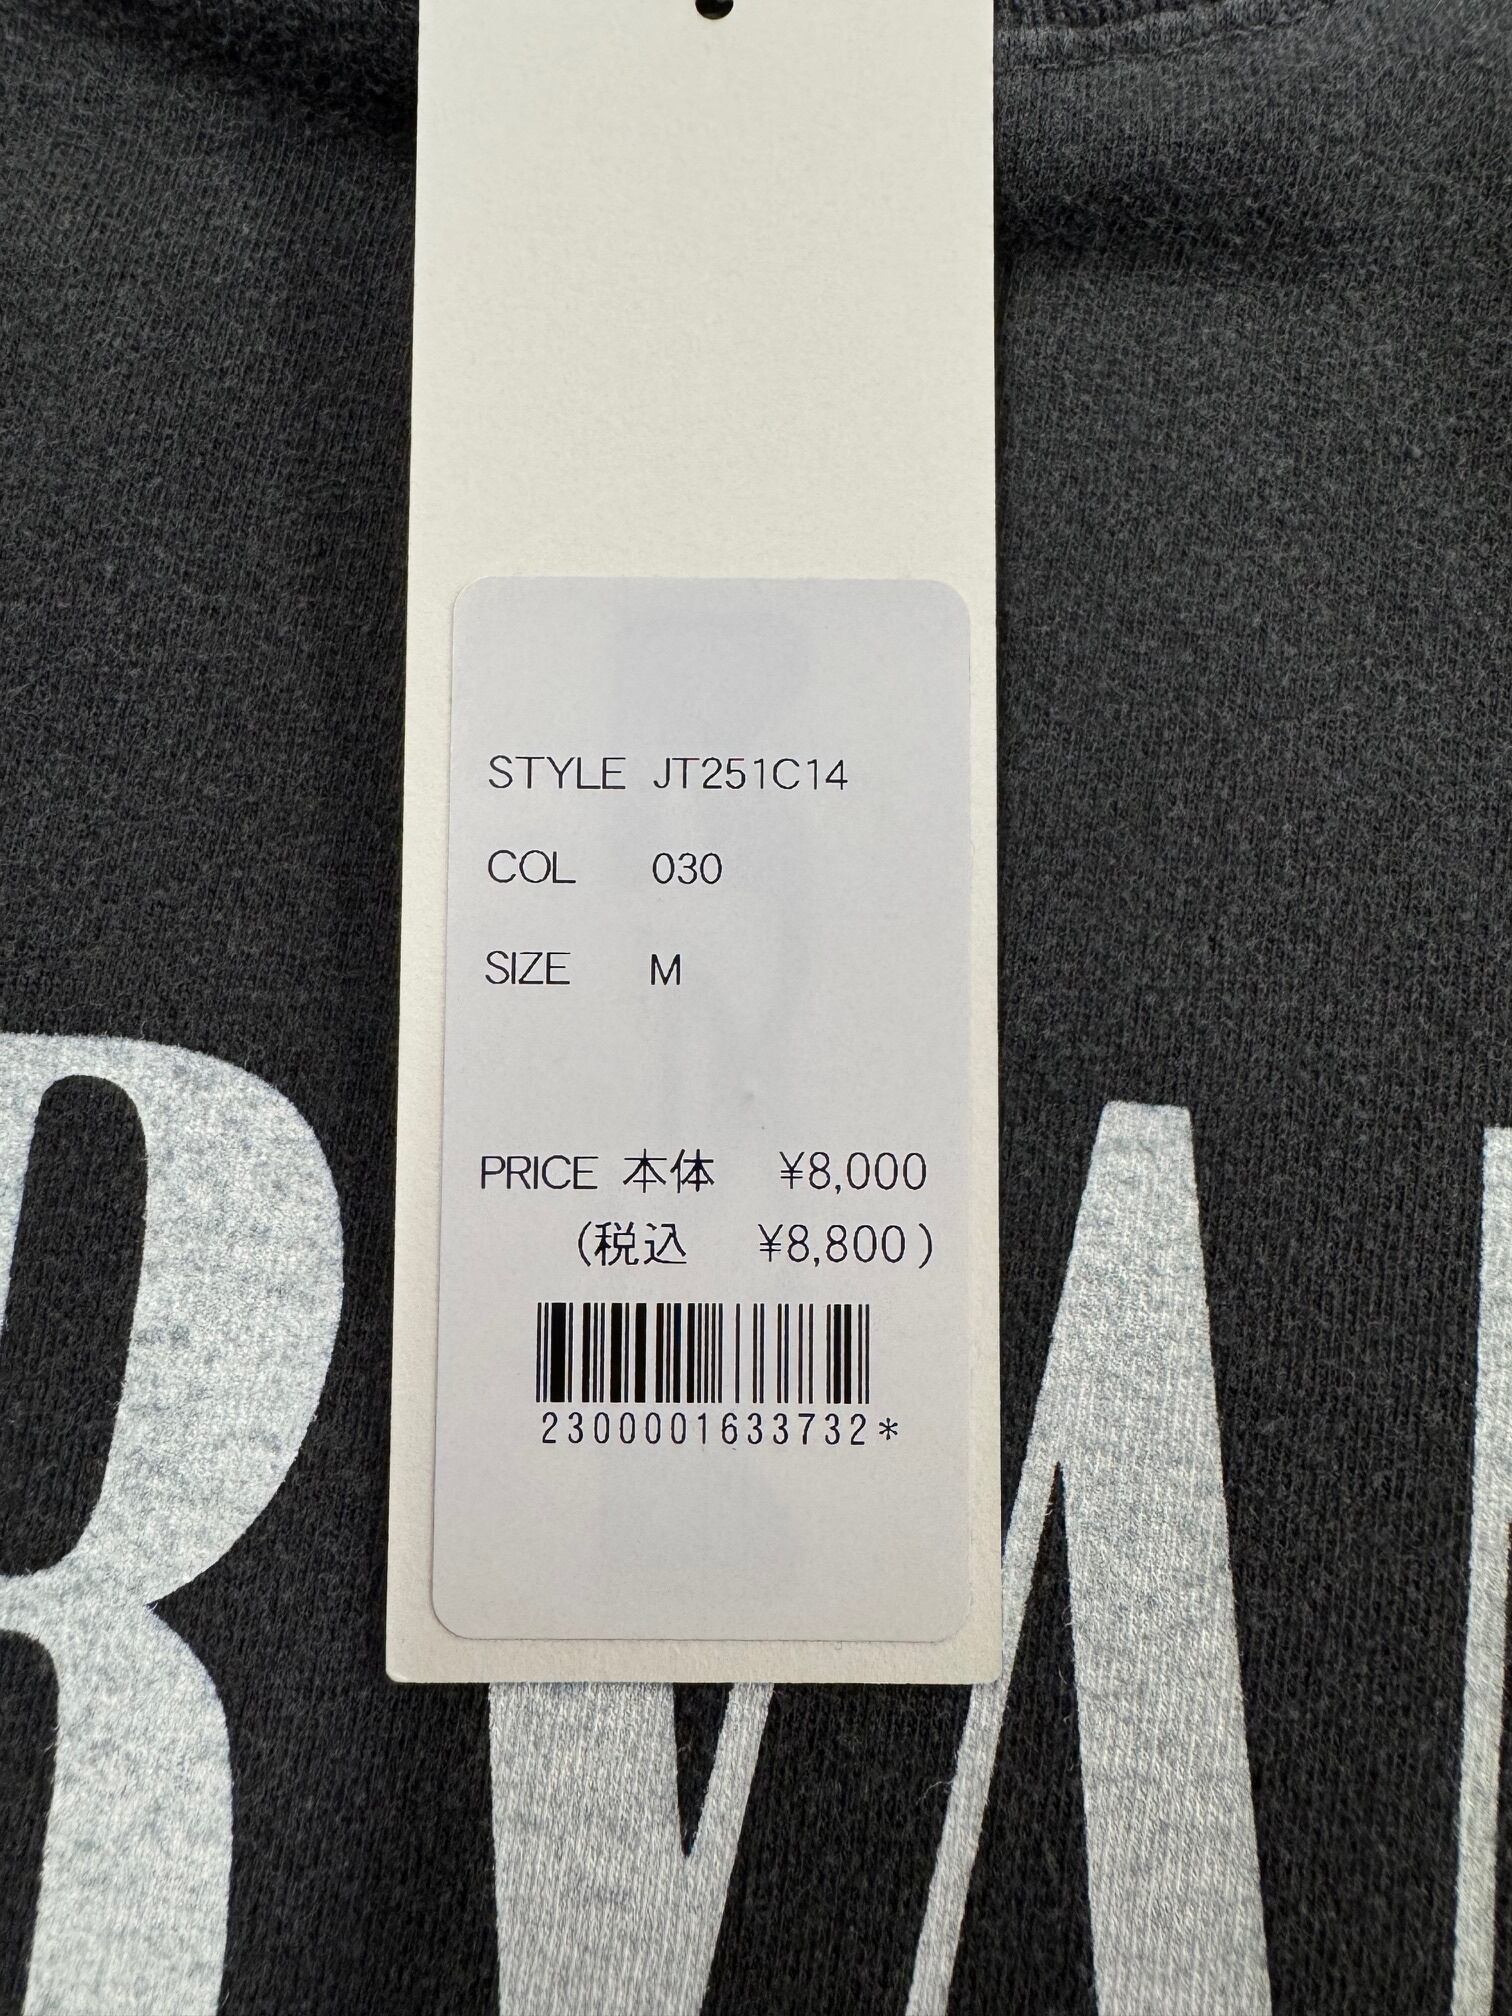 STYLE JT251C14
COL 030
SIZE M
PRICE 本体 ¥8,000
(税込 ¥8,800)
2300001633732*